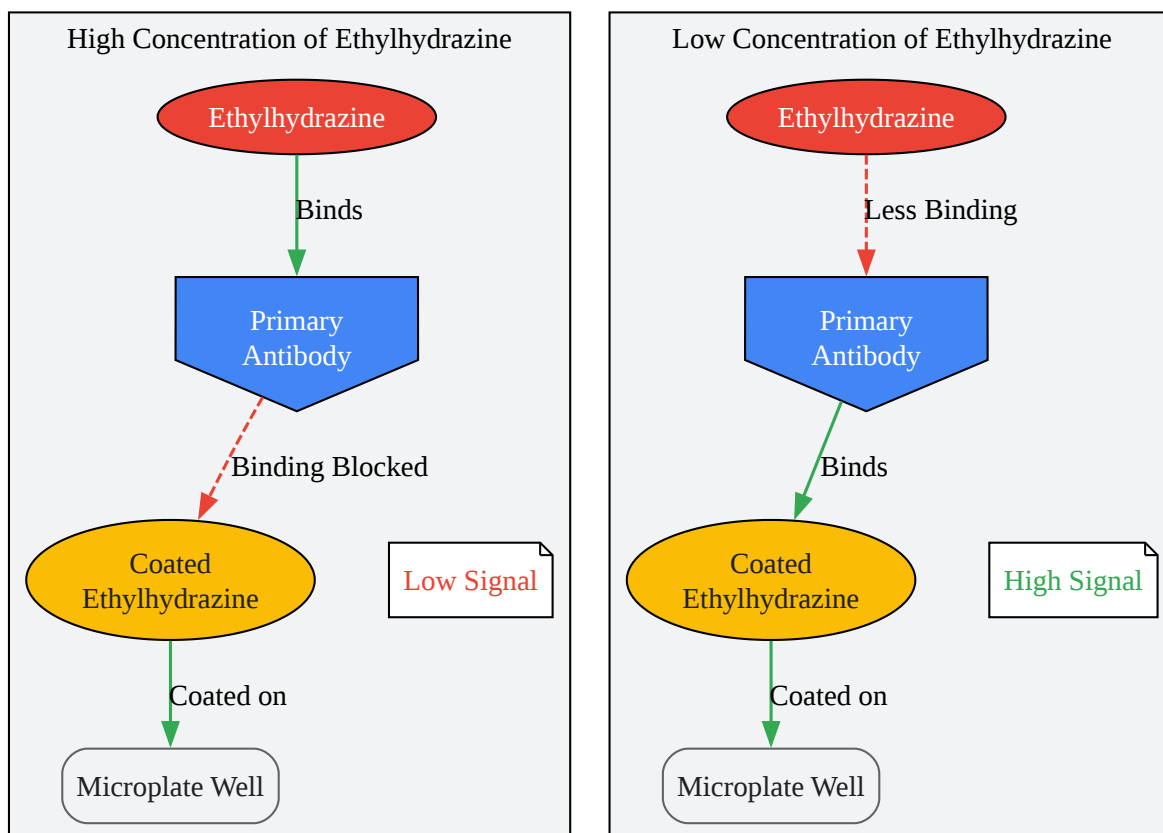 High Concentration of Ethylhydrazine
Ethylhydrazine
Binds
Primary
Antibody
Binding Blocked
Coated
Ethylhydrazine
Low Signal
Coated on
Microplate Well
Low Concentration of Ethylhydrazine
Ethylhydrazine
Less Binding
Primary
Antibody
Binds
Coated
Ethylhydrazine
High Signal
Coated on
Microplate Well